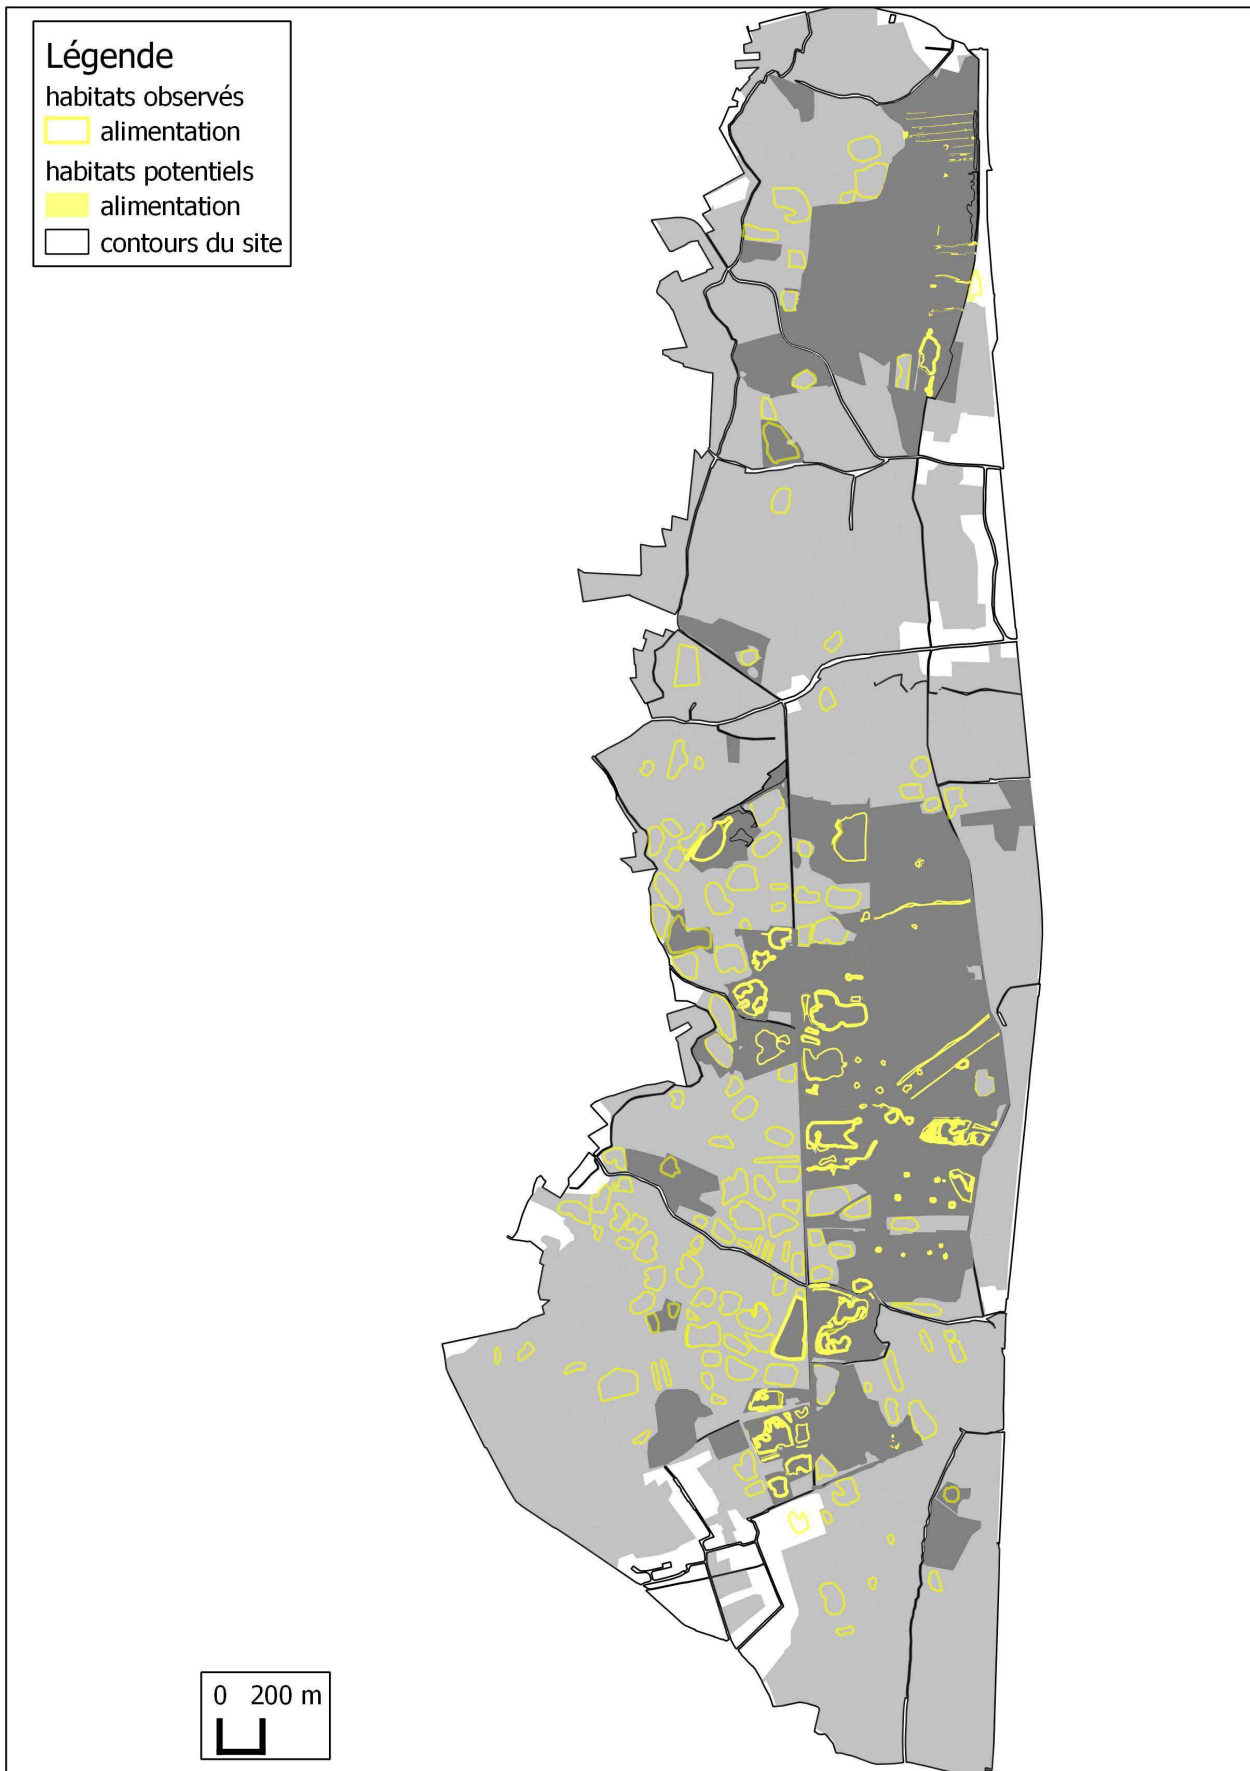 Légende
habitats observés
alimentation
habitats potentiels
alimentation
contours du site
0 200 m